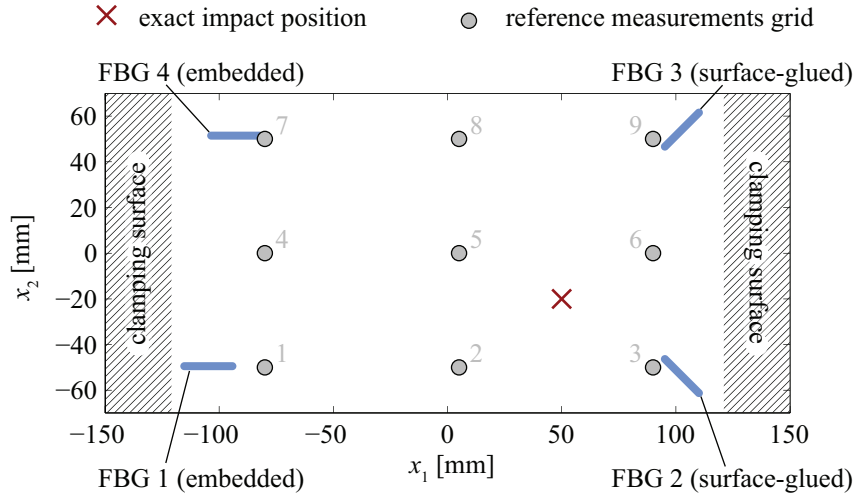 exact impact position
reference measurements grid
FBG 4 (embedded)
FBG 3 (surface-glued)
60
40
20
0
−20
−40
−60
x₂ [mm]
clamping surface
7
8
9
4
5
6
1
2
3
clamping surface
−150
−100
−50
0
50
100
150
x₁ [mm]
FBG 1 (embedded)
FBG 2 (surface-glued)